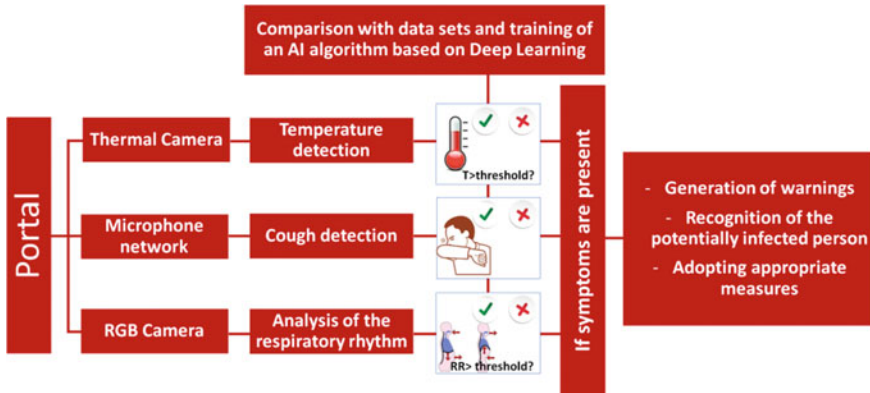 Comparison with data sets and training of
an AI algorithm based on Deep Learning
Portal
Thermal Camera
Temperature
detection
T>threshold?
Microphone
network
Cough detection
RGB Camera
Analysis of the
respiratory rhythm
RR> threshold?
If symptoms are present
- Generation of warnings
- Recognition of the
potentially infected person
- Adopting appropriate
measures